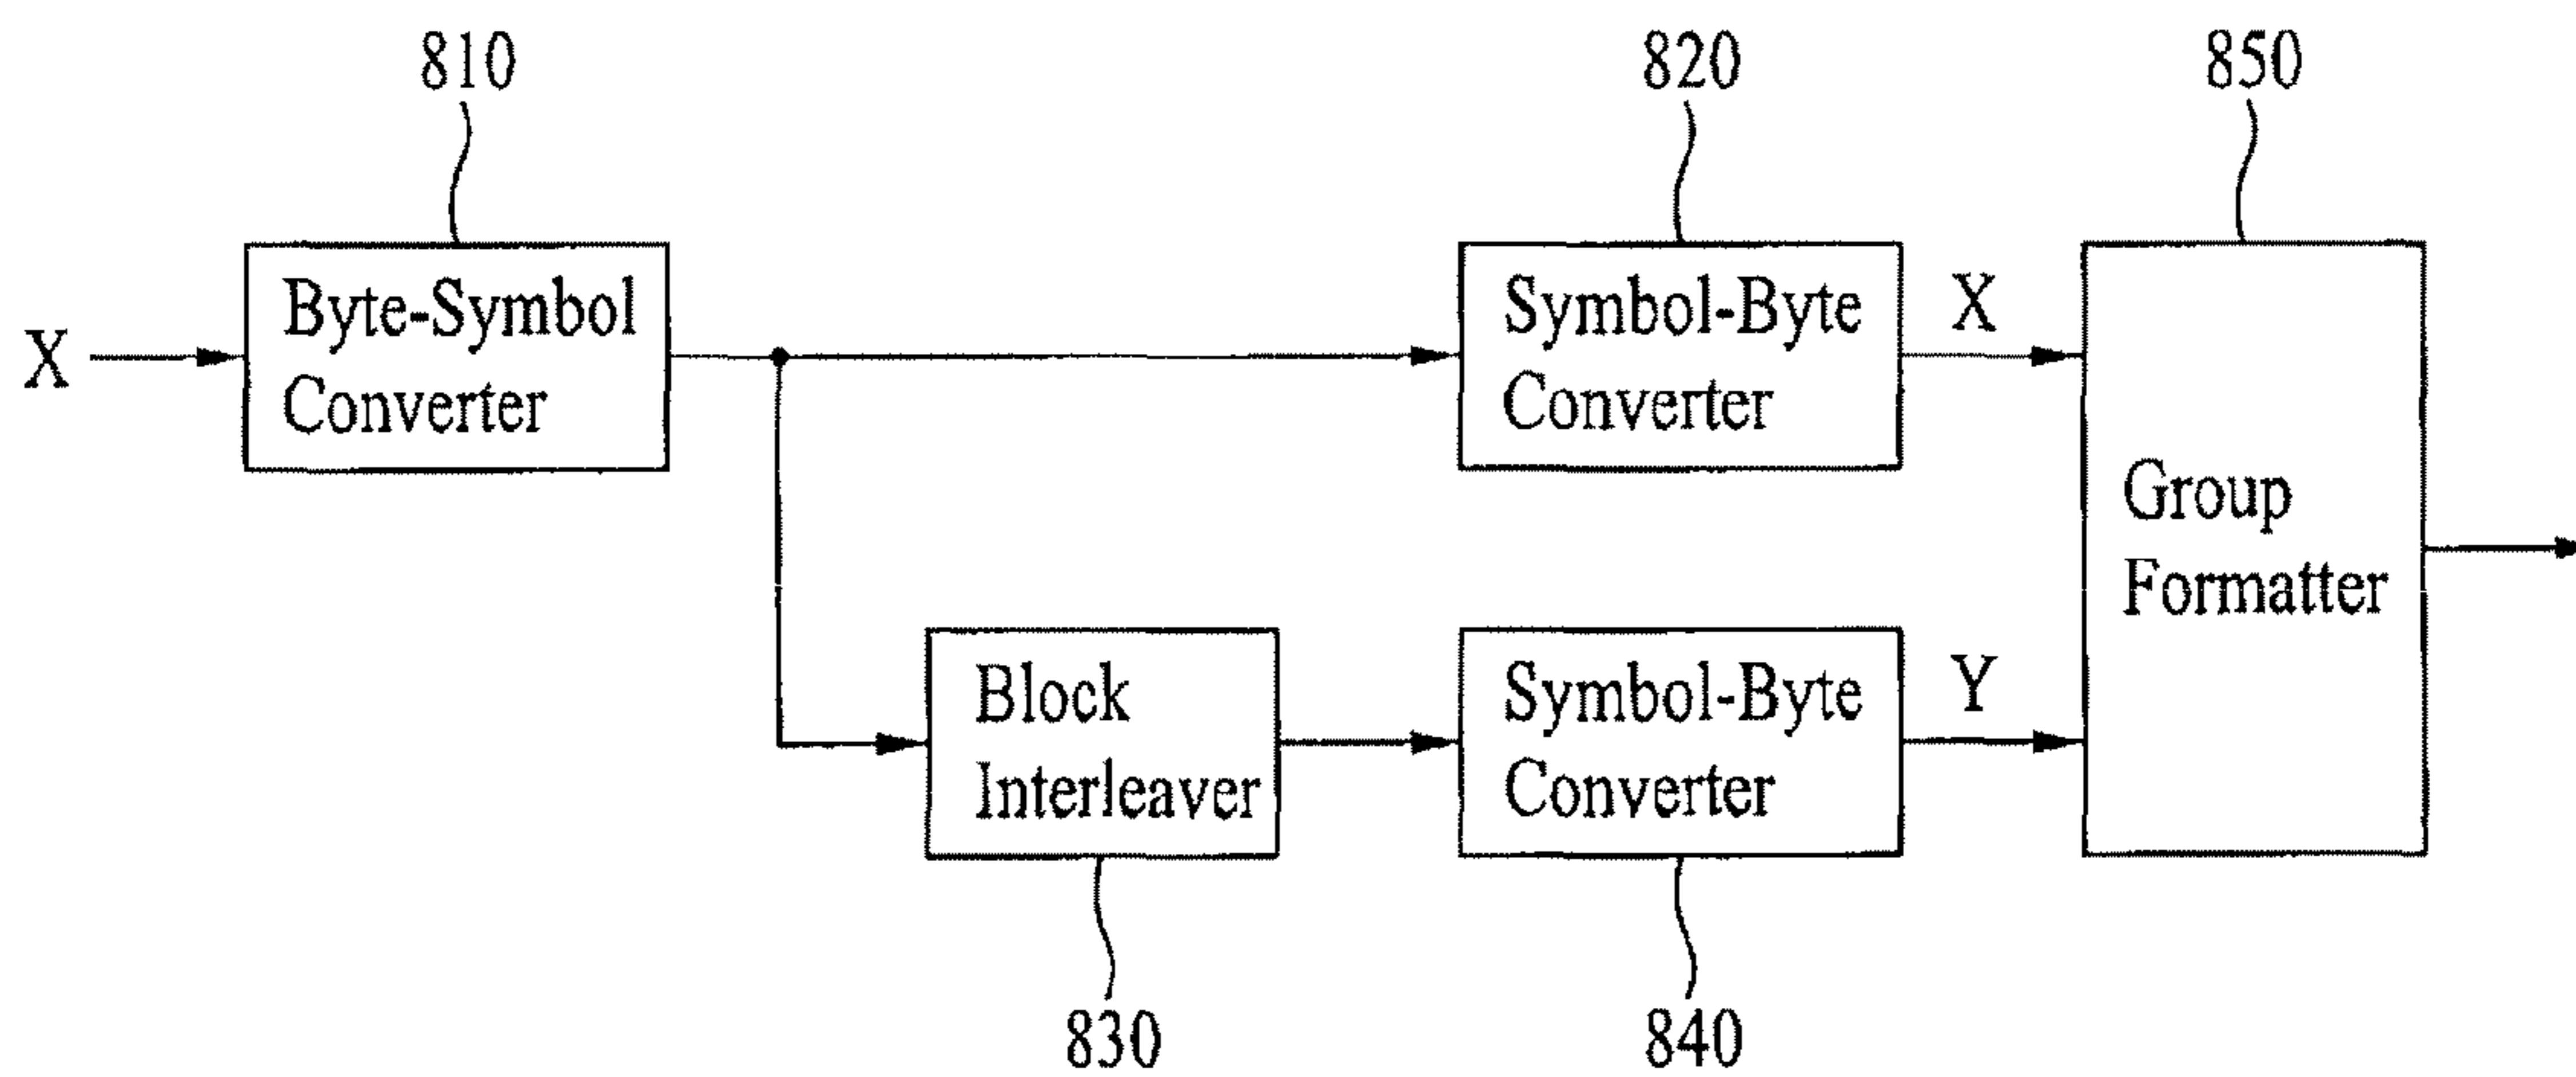 810
820
850
X
Byte-Symbol
Converter
Symbol-Byte
Converter
X
Group
Formatter
Block
Interleaver
Symbol-Byte
Converter
Y
830
840